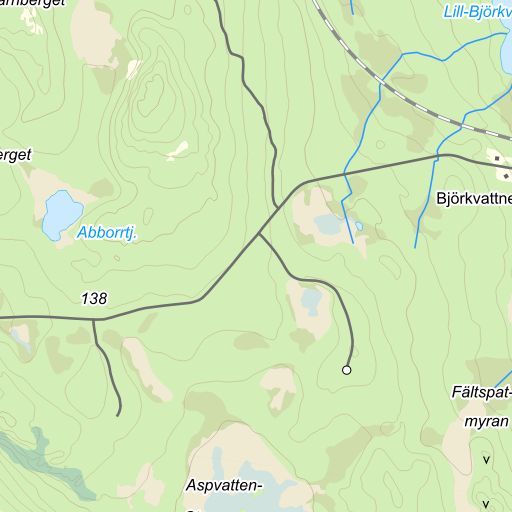 Lill-Björkv
Björkvattne
Abborrtj.
138
Fältspat-
myran
Aspvatten-